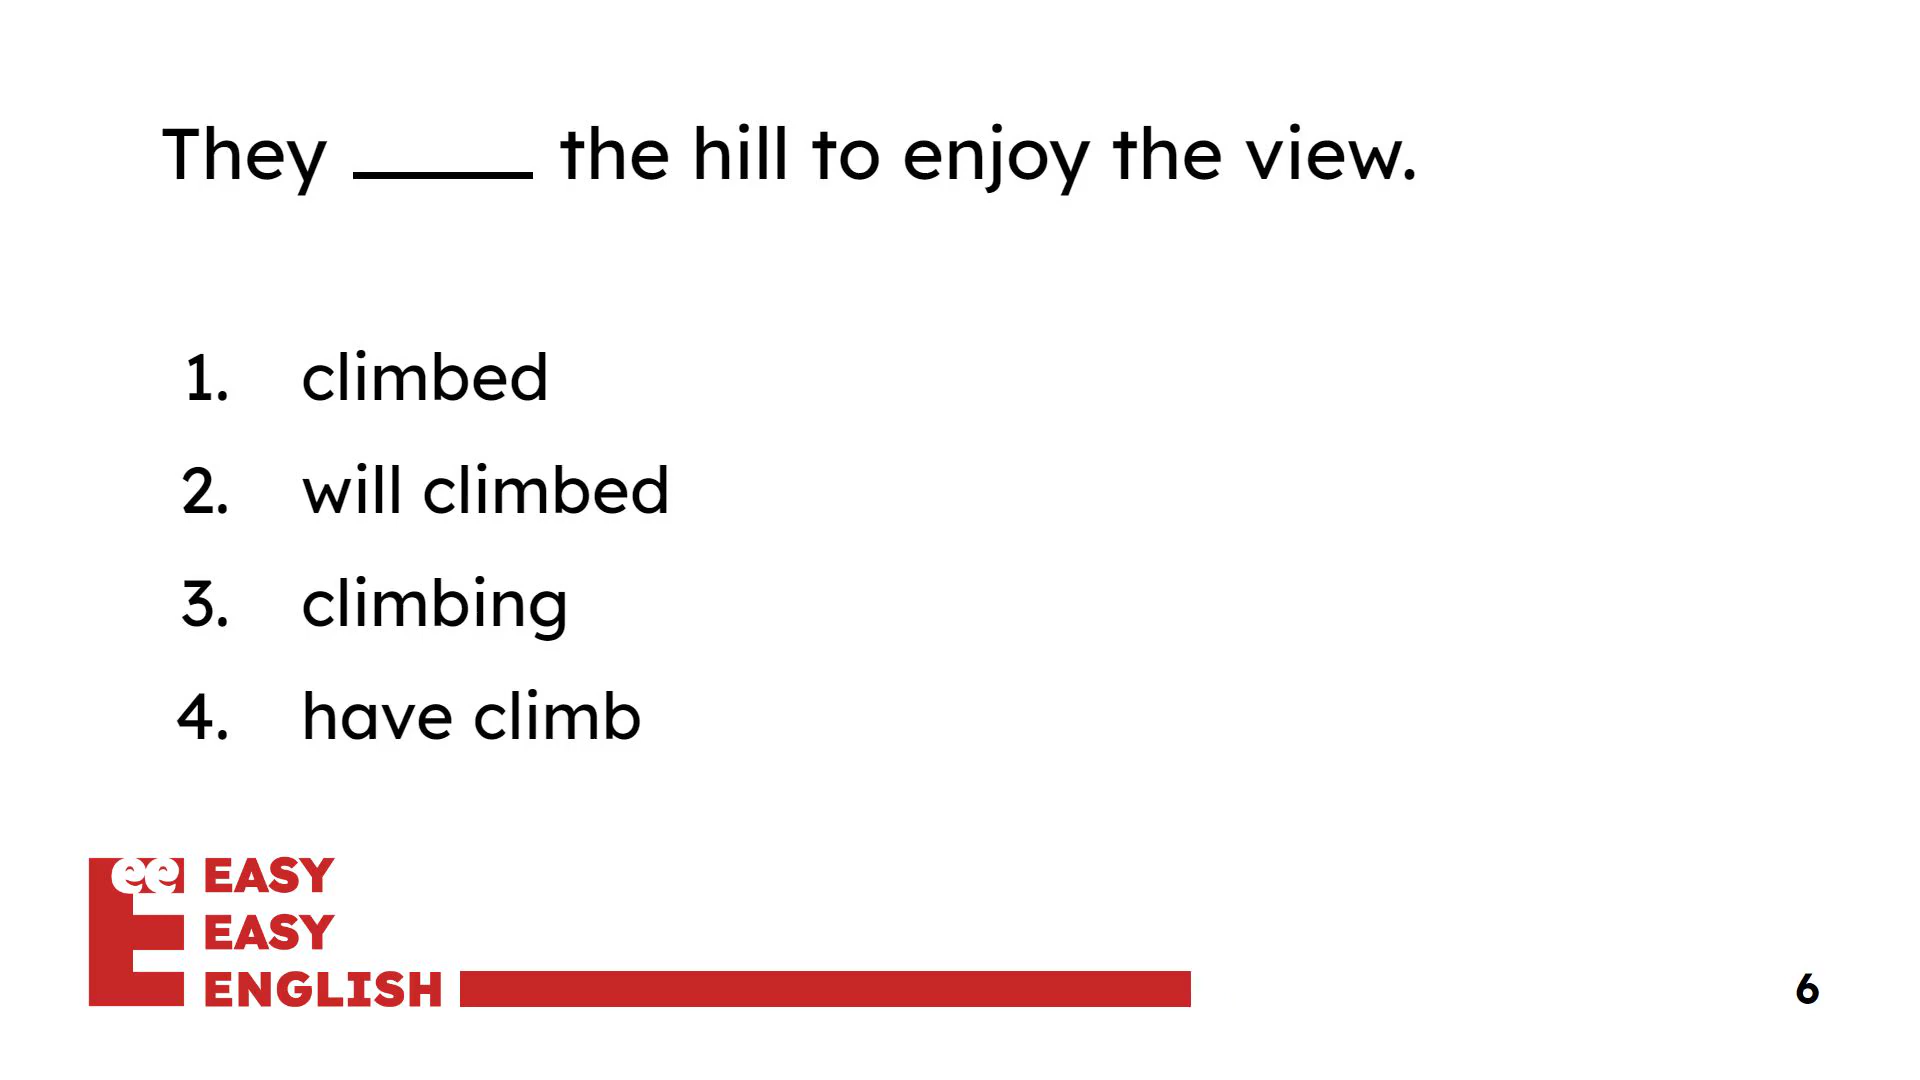 They ____ the hill to enjoy the view.
1. climbed
2. will climbed
3. climbing
4. have climb
ee EASY
EASY
ENGLISH
6